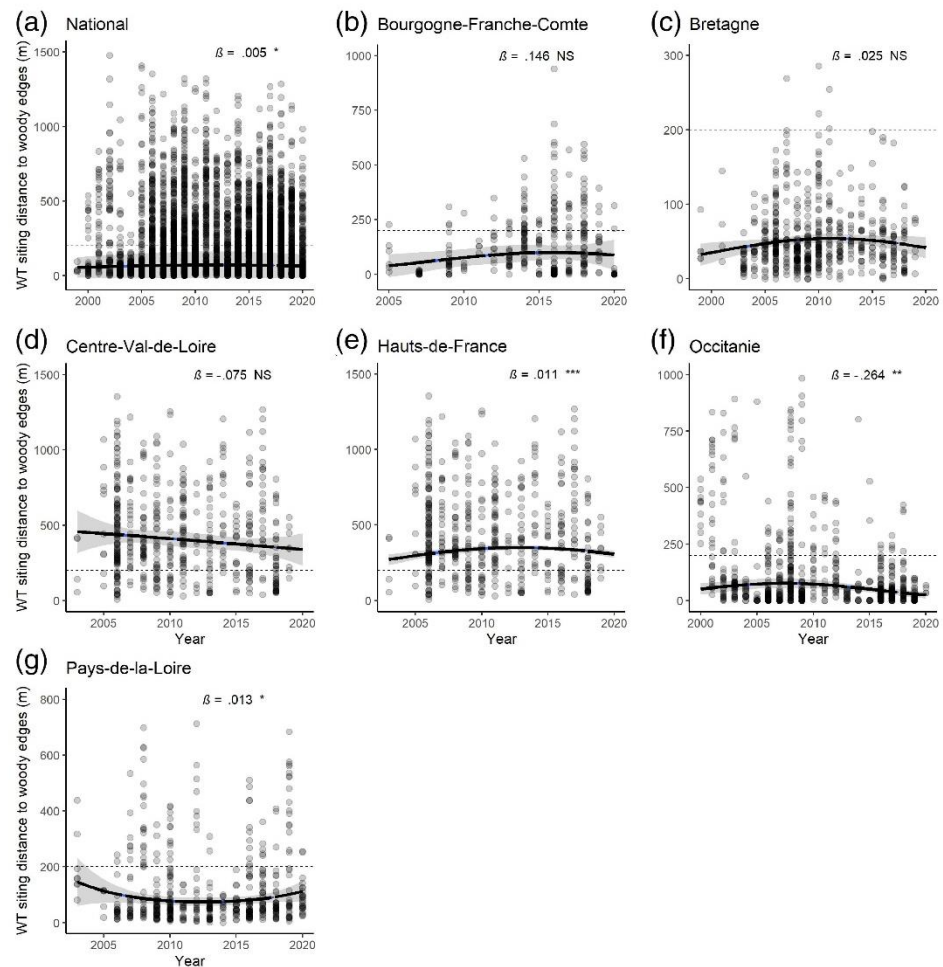 (a) National
ß = .005 *
WT siting distance to woody edges (m)
1500
1000
500
0
2000 2005 2010 2015 2020
(b) Bourgogne-Franche-Comte
ß = .146 NS
1000
750
500
250
0
2005 2010 2015 2020
(c) Bretagne
ß = .025 NS
300
200
100
0
2000 2005 2010 2015 2020
(d) Centre-Val-de-Loire
ß = -.075 NS
WT siting distance to woody edges (m)
1500
1000
500
0
2005 2010 2015 2020
Year
(e) Hauts-de-France
ß = .011 ***
1500
1000
500
0
2005 2010 2015 2020
Year
(f) Occitanie
ß = -.264 **
1000
750
500
250
0
2000 2005 2010 2015 2020
Year
(g) Pays-de-la-Loire
ß = .013 *
WT siting distance to woody edges (m)
800
600
400
200
0
2005 2010 2015 2020
Year